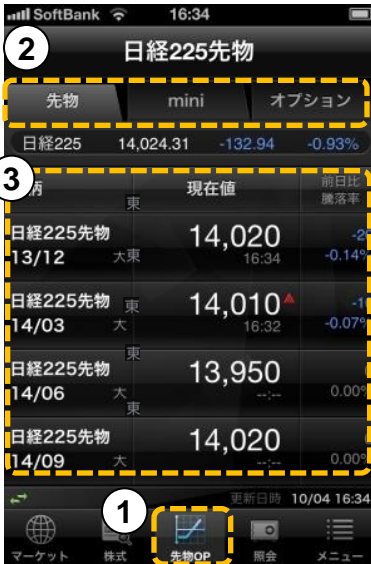 SoftBank 16:34
② 日経225先物
先物 mini オプション
日経225 14,024.31 -132.94 -0.93%
③ 現在値 前日比
東 騰落率
日経225先物 14,020
13/12 大東 16:34 -0.14%
日経225先物 東 14,010▲
14/03 大 16:32 -0.07%
東
日経225先物 13,950
14/06 大 --:-- 0.00%
東
日経225先物 14,020
14/09 大 --:-- 0.00%
更新日時 10/04 16:34
①
マーケット 株式 先物OP 照会 メニュー